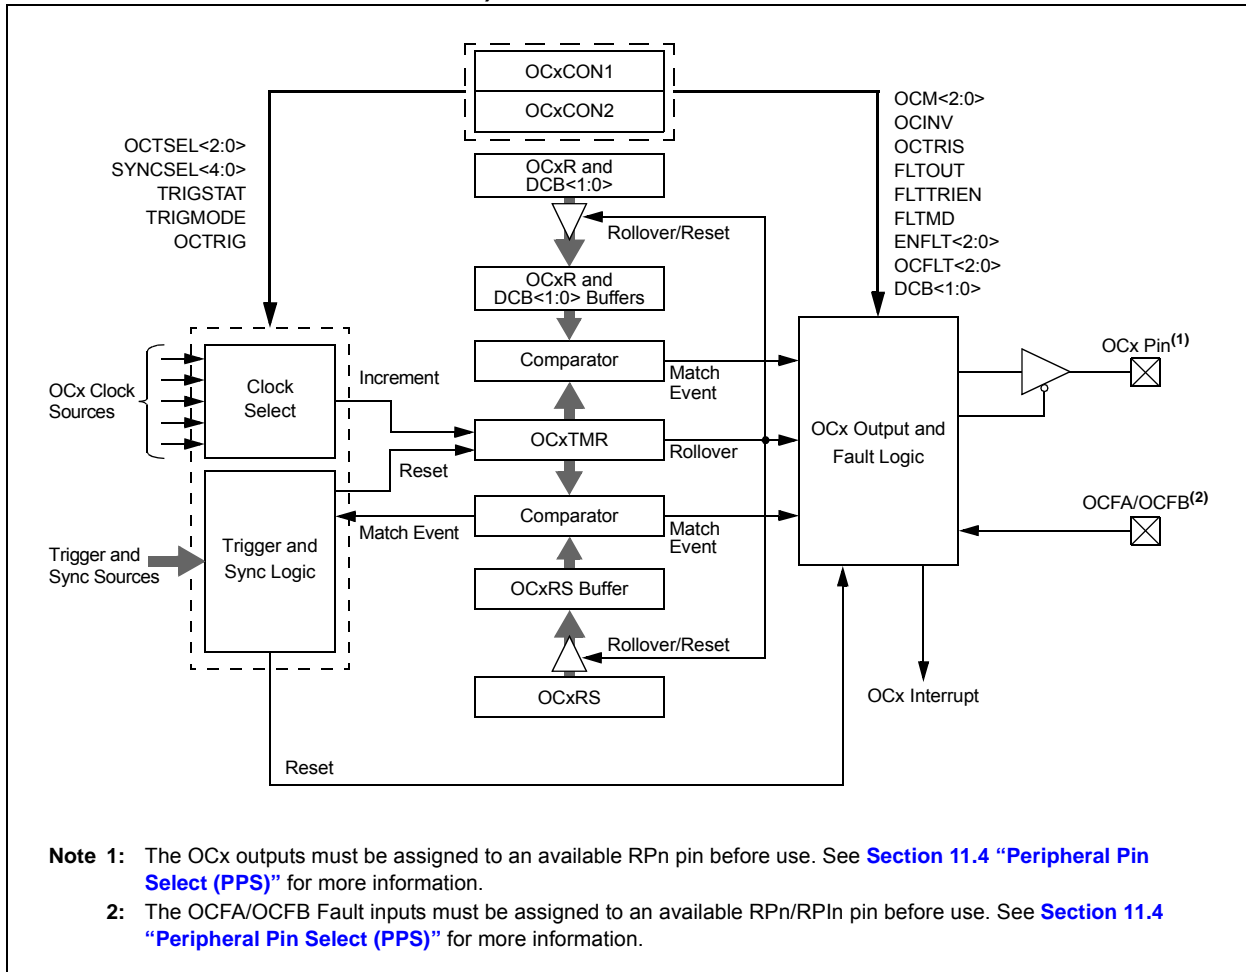 OCxCON1
OCxCON2
OCTSEL<2:0>
SYNCSEL<4:0>
TRIGSTAT
TRIGMODE
OCTRIG
OCM<2:0>
OCINV
OCTRIS
FLTOUT
FLTTRIEN
FLTMD
ENFLT<2:0>
OCFLT<2:0>
DCB<1:0>
OCxR and
DCB<1:0>
Rollover/Reset
OCxR and
DCB<1:0> Buffers
Comparator
Match
Event
OCx Clock
Sources
Clock
Select
Increment
OCxTMR
Rollover
Reset
OCx Output and
Fault Logic
OCx Pin(1)
OCFA/OCFB(2)
Comparator
Match Event
Match
Event
Trigger and
Sync Sources
Trigger and
Sync Logic
OCxRS Buffer
Rollover/Reset
OCxRS
OCx Interrupt
Reset
Note 1: The OCx outputs must be assigned to an available RPn pin before use. See Section 11.4 “Peripheral Pin
Select (PPS)” for more information.
2: The OCFA/OCFB Fault inputs must be assigned to an available RPn/RPIn pin before use. See Section 11.4
“Peripheral Pin Select (PPS)” for more information.